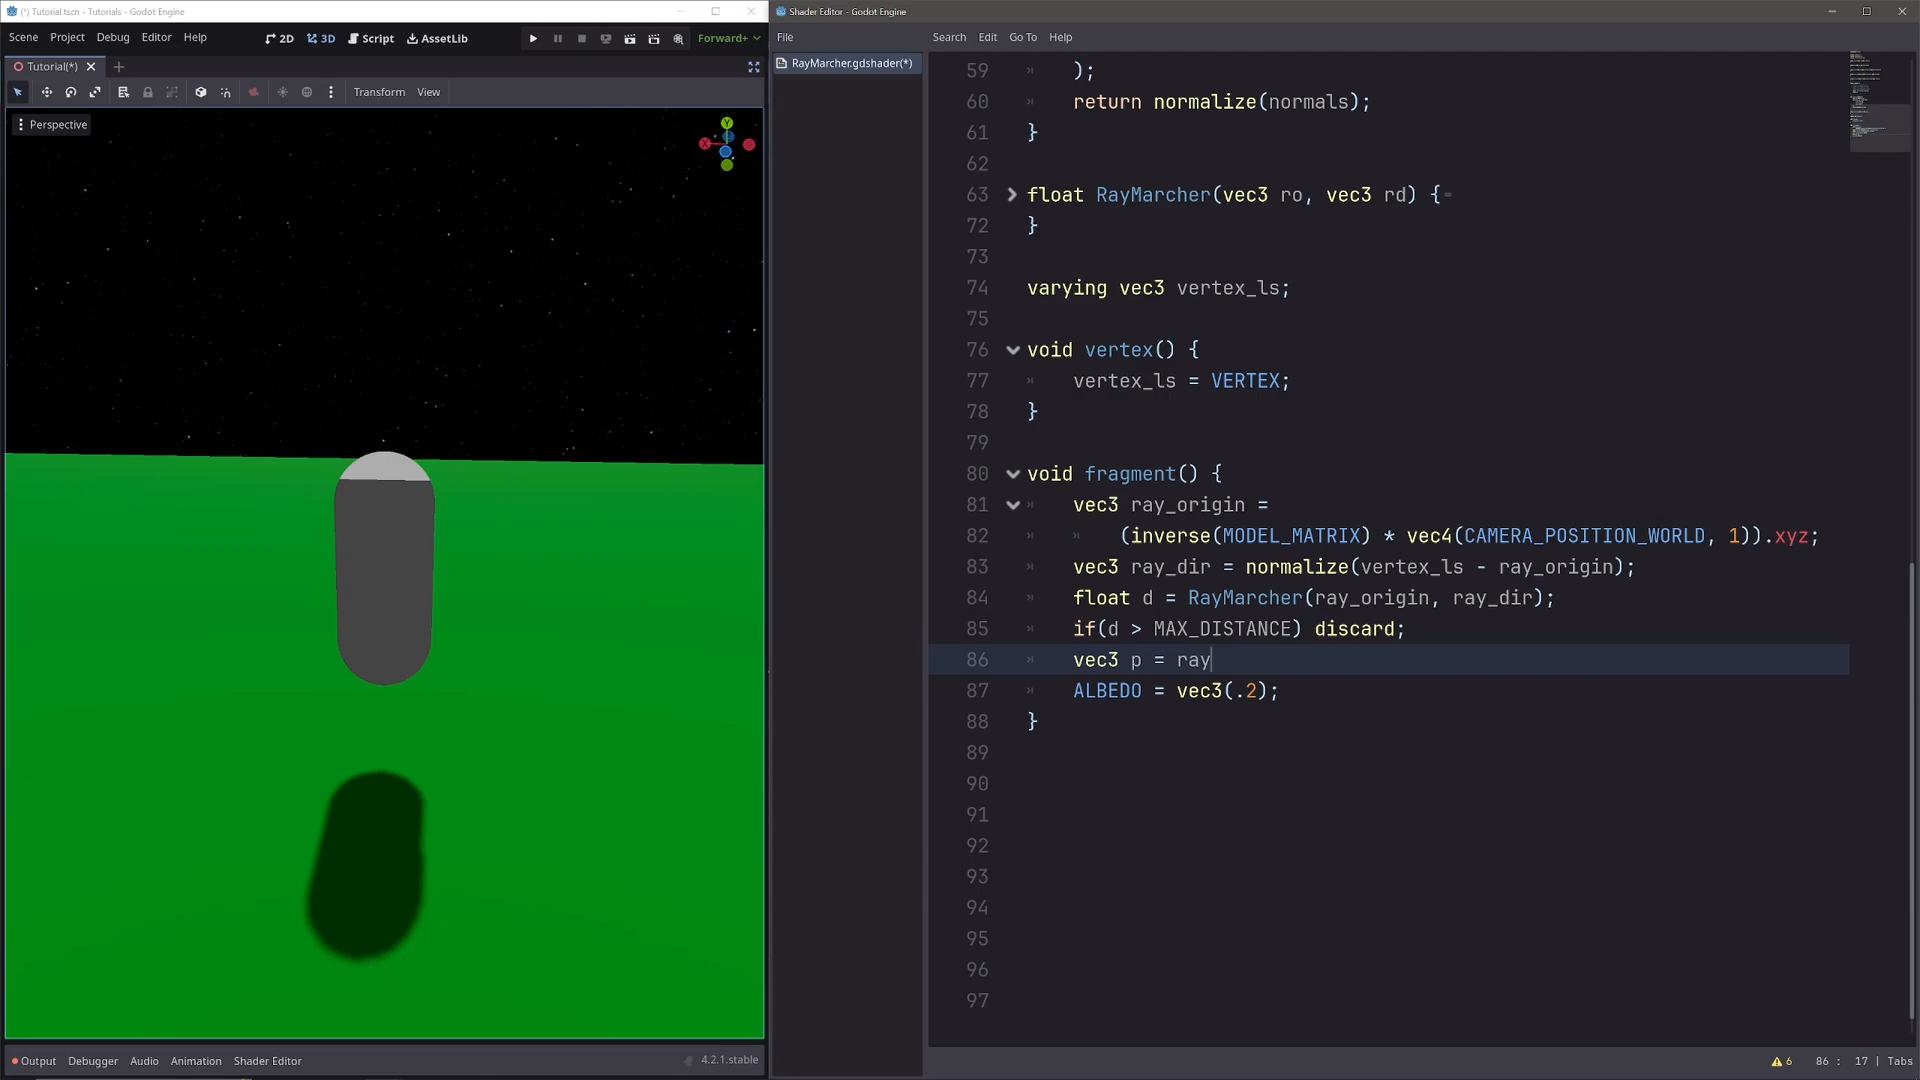 (*) Tutorial.tscn - Tutorials - Godot Engine
Scene Project Debug Editor Help
2D 3D Script AssetLib
Forward+
Tutorial(*)
Transform View
Perspective
Y
X
Output Debugger Audio Animation Shader Editor
4.2.1.stable
Shader Editor - Godot Engine
File
Search Edit Go To Help
RayMarcher.gdshader(*)
59 );
60 return normalize(normals);
61 }
62
63 float RayMarcher(vec3 ro, vec3 rd) {
72 }
73
74 varying vec3 vertex_ls;
75
76 void vertex() {
77 vertex_ls = VERTEX;
78 }
79
80 void fragment() {
81 vec3 ray_origin =
82 (inverse(MODEL_MATRIX) * vec4(CAMERA_POSITION_WORLD, 1)).xyz;
83 vec3 ray_dir = normalize(vertex_ls - ray_origin);
84 float d = RayMarcher(ray_origin, ray_dir);
85 if(d > MAX_DISTANCE) discard;
86 vec3 p = ray
87 ALBEDO = vec3(.2);
88 }
89
90
91
92
93
94
95
96
97
6 86 : 17 | Tabs